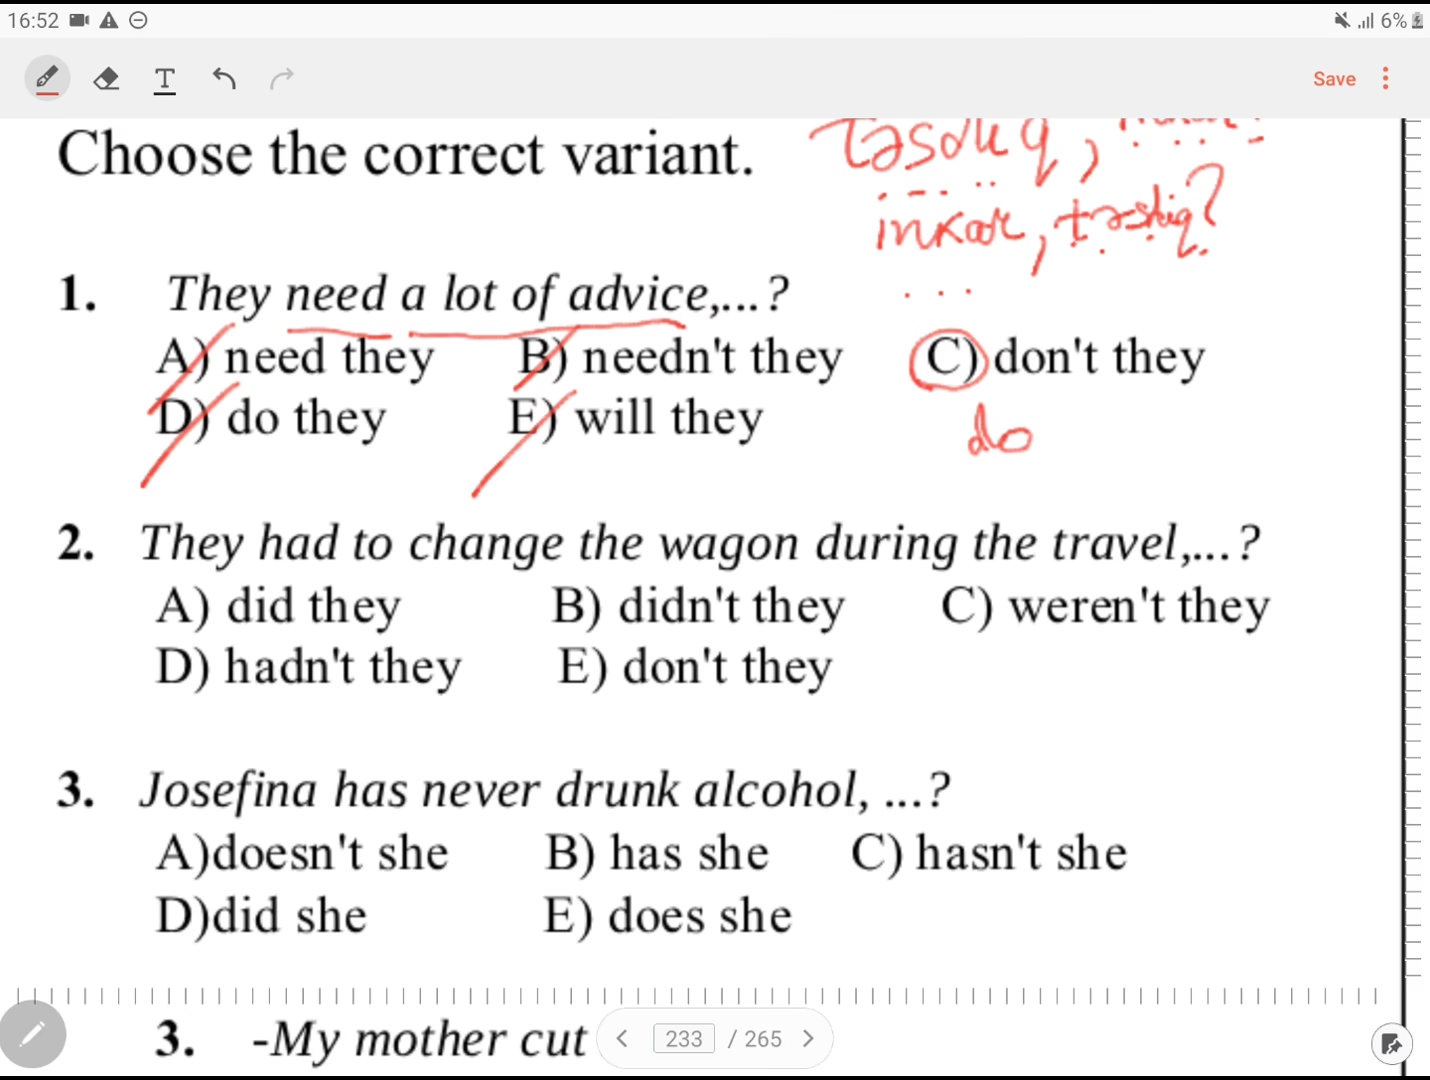 16:52
6%
Save
Choose the correct variant.
təsdiq,
inkar, təsdiq?
1. They need a lot of advice,...?
A) need they B) needn't they C) don't they
D) do they E) will they
do
2. They had to change the wagon during the travel,...?
A) did they B) didn't they C) weren't they
D) hadn't they E) don't they
3. Josefina has never drunk alcohol, ...?
A)doesn't she B) has she C) hasn't she
D)did she E) does she
3. -My mother cut
233 / 265